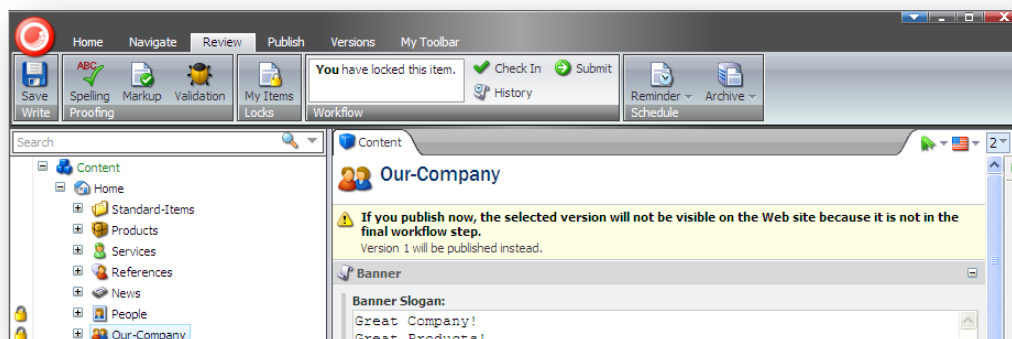 Home Navigate Review Publish Versions My Toolbar
ABC
You have locked this item. Check In Submit
History
Save Spelling Markup Validation My Items Reminder Archive
Write Proofing Locks Workflow Schedule
Search
Content 2
Content
Home
Standard-Items
Products
Services
References
News
People
Our-Company
Our-Company
If you publish now, the selected version will not be visible on the Web site because it is not in the
final workflow step.
Version 1 will be published instead.
Banner
Banner Slogan:
Great Company!
Great Products!